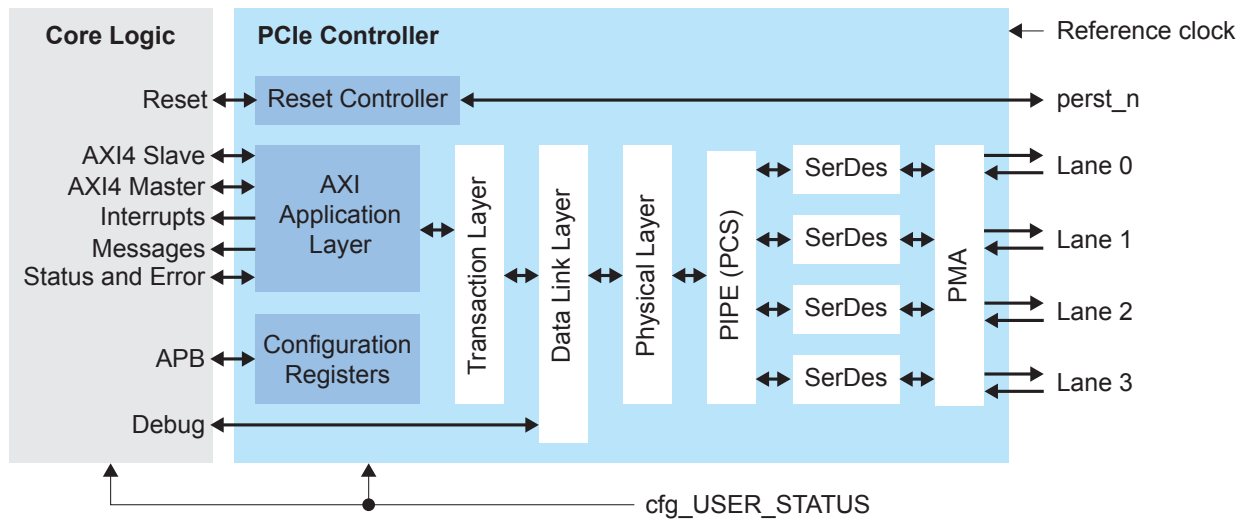 Core Logic
PCIe Controller
Reference clock
Reset
Reset Controller
perst_n
AXI4 Slave
AXI4 Master
Interrupts
Messages
Status and Error
AXI
Application
Layer
Transaction Layer
Data Link Layer
Physical Layer
PIPE (PCS)
SerDes
SerDes
SerDes
SerDes
PMA
Lane 0
Lane 1
Lane 2
Lane 3
APB
Configuration
Registers
Debug
cfg_USER_STATUS